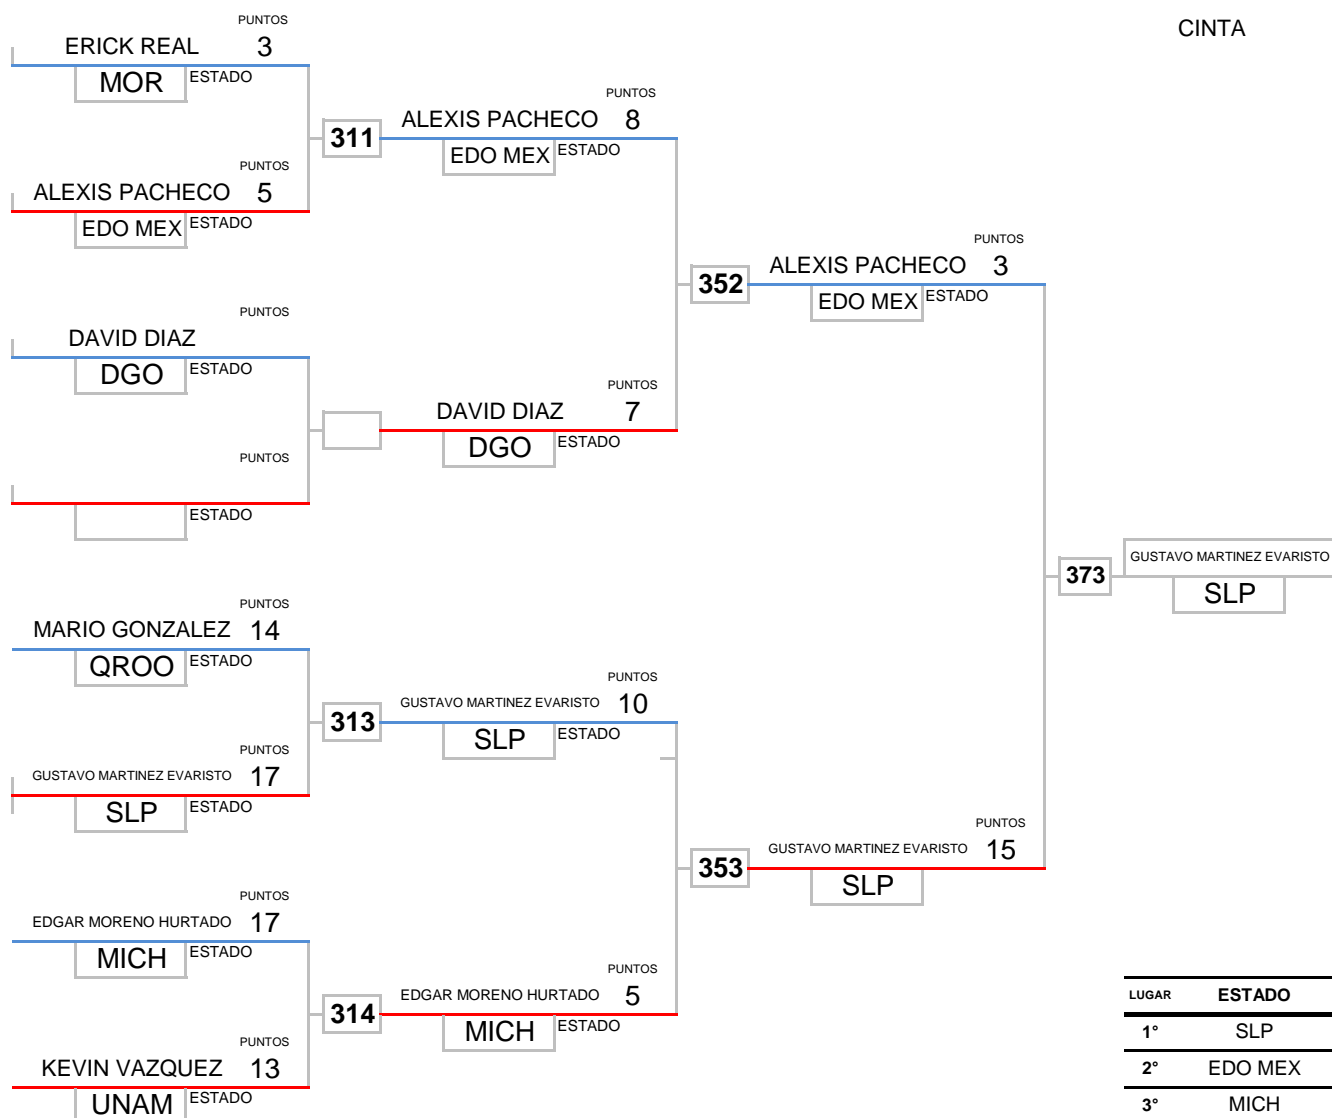 PUNTOS
CINTA
ERICK REAL 3
MOR ESTADO
PUNTOS
ALEXIS PACHECO 8
311
EDO MEX ESTADO
PUNTOS
ALEXIS PACHECO 5
EDO MEX ESTADO
PUNTOS
ALEXIS PACHECO 3
352
EDO MEX ESTADO
PUNTOS
DAVID DIAZ
DGO ESTADO
PUNTOS
DAVID DIAZ 7
DGO ESTADO
PUNTOS
ESTADO
GUSTAVO MARTINEZ EVARISTO
373
SLP
PUNTOS
MARIO GONZALEZ 14
QROO ESTADO
PUNTOS
GUSTAVO MARTINEZ EVARISTO 10
313
SLP ESTADO
PUNTOS
GUSTAVO MARTINEZ EVARISTO 17
SLP ESTADO
PUNTOS
GUSTAVO MARTINEZ EVARISTO 15
353
SLP
PUNTOS
EDGAR MORENO HURTADO 17
MICH ESTADO
PUNTOS
EDGAR MORENO HURTADO 5
314
MICH ESTADO
PUNTOS
KEVIN VAZQUEZ 13
UNAM ESTADO
LUGAR ESTADO
1° SLP
2° EDO MEX
3° MICH